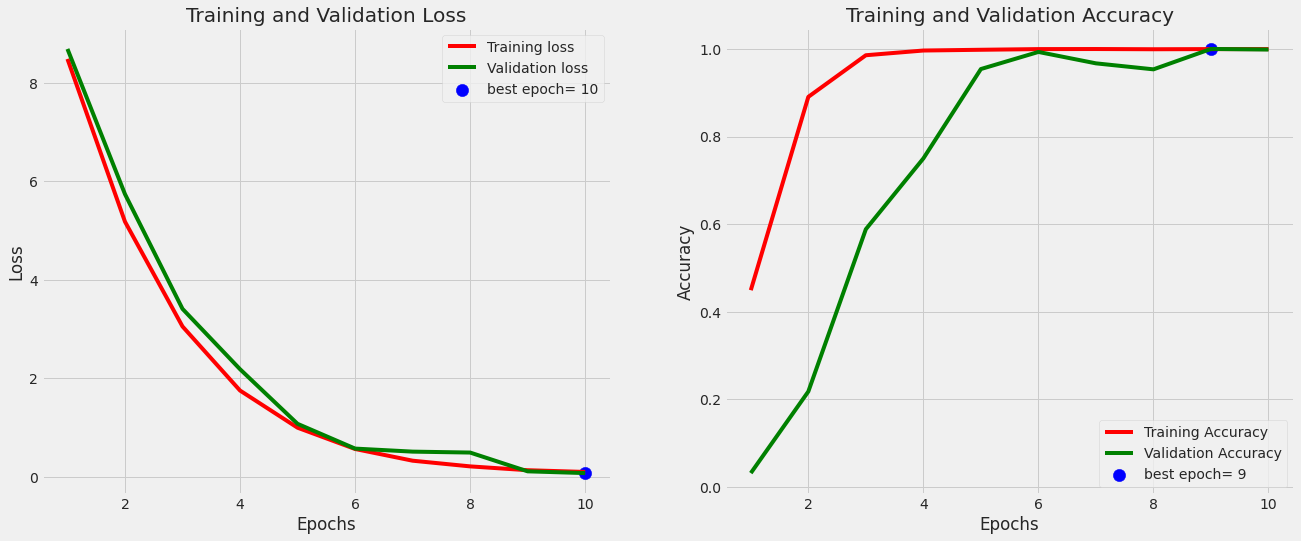 Training and Validation Loss
Training loss
Validation loss
best epoch= 10
Loss
8
6
4
2
0
2
4
6
8
10
Epochs
Training and Validation Accuracy
Accuracy
1.0
0.8
0.6
0.4
0.2
0.0
Training Accuracy
Validation Accuracy
best epoch= 9
2
4
6
8
10
Epochs